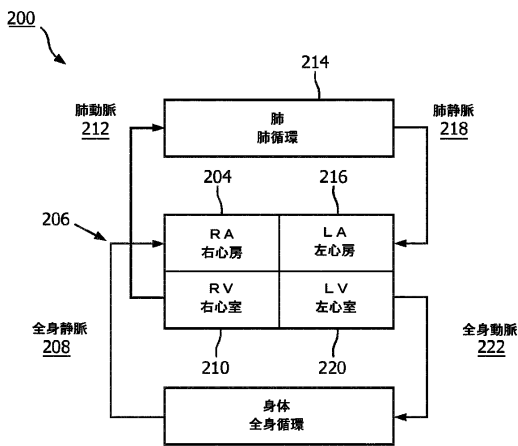 200
214
肺動脈
212
肺
肺循環
肺静脈
218
204
216
206
RA
右心房
LA
左心房
RV
右心室
LV
左心室
全身静脈
208
210
220
全身動脈
222
身体
全身循環